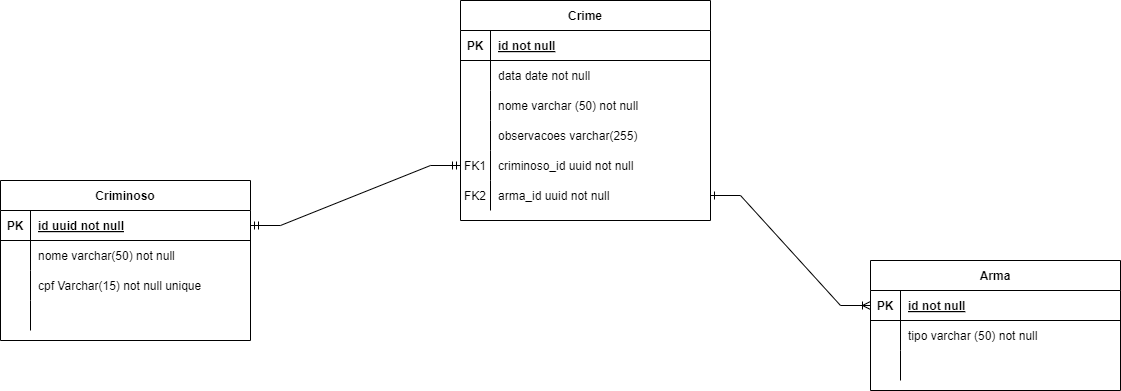 Crime
PK id not null
data date not null
nome varchar (50) not null
observacoes varchar(255)
FK1 criminoso_id uuid not null
FK2 arma_id uuid not null
Criminoso
PK id uuid not null
nome varchar(50) not null
cpf Varchar(15) not null unique
Arma
PK id not null
tipo varchar (50) not null